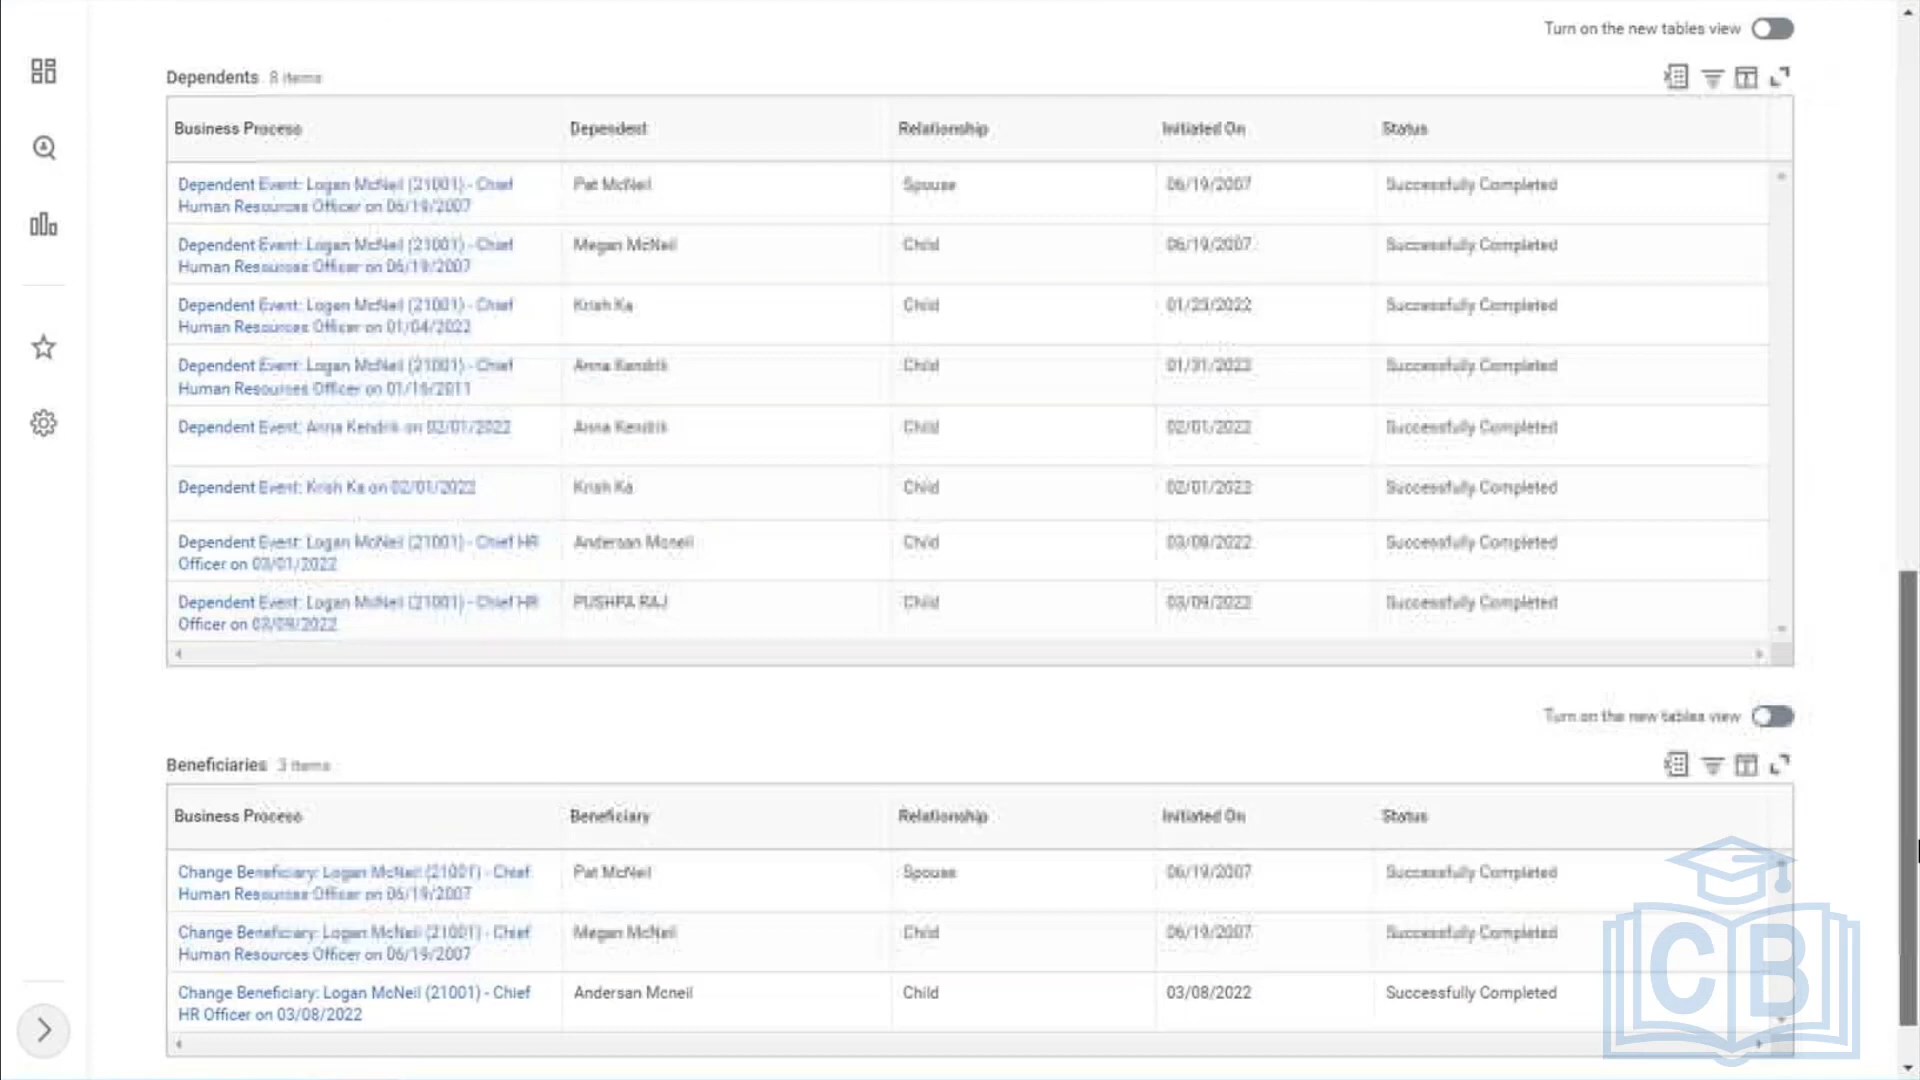 Turn on the new tables view
Dependents 8 items
Business Process Dependent Relationship Initiated On Status
Dependent Event: Logan McNeil (21001) - Chief Pat McNeil Spouse 06/19/2007 Successfully Completed
Human Resources Officer on 06/19/2007
Dependent Event: Logan McNeil (21001) - Chief Megan McNeil Child 06/19/2007 Successfully Completed
Human Resources Officer on 06/19/2007
Dependent Event: Logan McNeil (21001) - Chief Krish Ka Child Successfully Completed
Human Resources Officer on 01/04/2022
Dependent Event: Logan McNeil (21001) - Chief Anna Kendrik Child 01/31/2022 Successfully Completed
Human Resources Officer on
Dependent Event: Anna Kendrik on 02/01/2022 Anna Kendrik Child 02/01/2022 Successfully Completed
Dependent Event: Krish Ka on 02/01/2022 Krish Ka Child 02/01/2022 Successfully Completed
Dependent Event: Logan McNeil (21001) - Chief HR Andersan Mcneil Child Successfully Completed
Officer on 03/01/2022
Dependent Event: Logan McNeil (21001) - Chief HR PUSHPA RAJ Child 03/09/2022 Successfully Completed
Officer on 03/09/2022
Turn on the new tables view
Beneficiaries 3 items
Business Process Beneficiary Relationship Initiated On Status
Change Beneficiary: Logan McNeil (21001) - Chief Pat McNeil Spouse 06/19/2007 Successfully Completed
Human Resources Officer on 06/19/2007
Change Beneficiary: Logan McNeil (21001) - Chief Megan McNeil Child 06/19/2007 Successfully Completed
Human Resources Officer on 06/19/2007
Change Beneficiary: Logan McNeil (21001) - Chief Andersan Mcneil Child 03/08/2022 Successfully Completed
HR Officer on 03/08/2022
CB